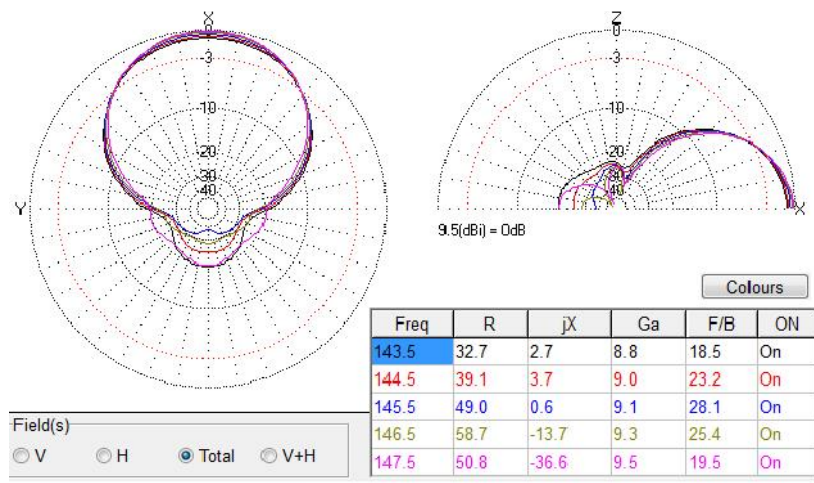 X
0
-3
-10
-20
-30
-40
Y
Z
0
-3
-10
-20
-30
-40
X
9.5(dBi) = 0dB
Colours
Freq R jX Ga F/B ON
143.5 32.7 2.7 8.8 18.5 On
144.5 39.1 3.7 9.0 23.2 On
145.5 49.0 0.6 9.1 28.1 On
146.5 58.7 -13.7 9.3 25.4 On
147.5 50.8 -36.6 9.5 19.5 On
Field(s)
V H Total V+H